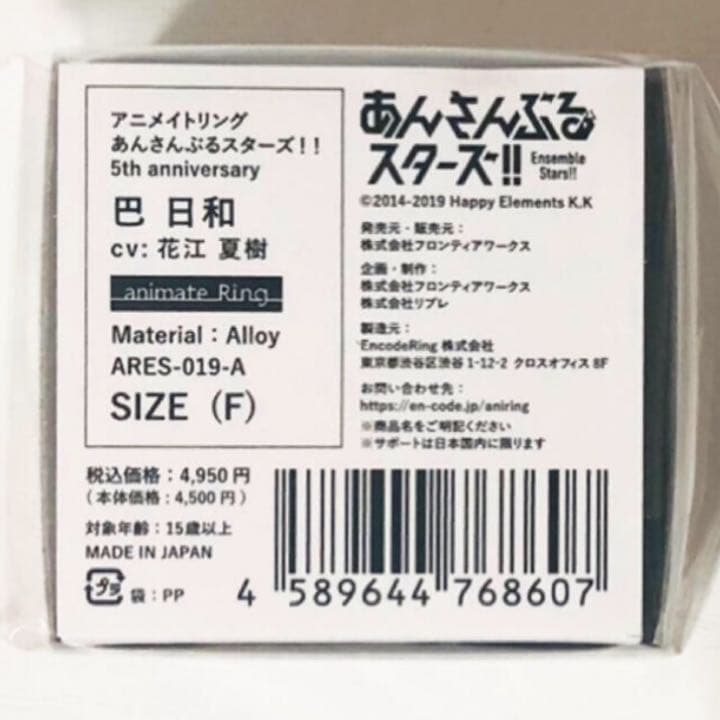 アニメイトリング
あんさんぶるスターズ！！
5th anniversary
巴 日和
cv: 花江 夏樹
animate Ring
Material：Alloy
ARES-019-A
SIZE（F）
あんさんぶる
スターズ!!
Ensemble
Stars!!
©2014-2019 Happy Elements K.K
発売元・販売元：
株式会社フロンティアワークス
企画・制作：
株式会社フロンティアワークス
株式会社リブレ
製造元：
EncodeRing 株式会社
東京都渋谷区渋谷 1-12-2 クロスオフィス 8F
お問い合わせ先：
https://en-code.jp/aniring
※商品名をご明記ください
※サポートは日本国内に限ります
税込価格：4,950 円
（本体価格：4,500 円）
対象年齢：15歳以上
MADE IN JAPAN
プラ 袋：PP
4 589644 768607